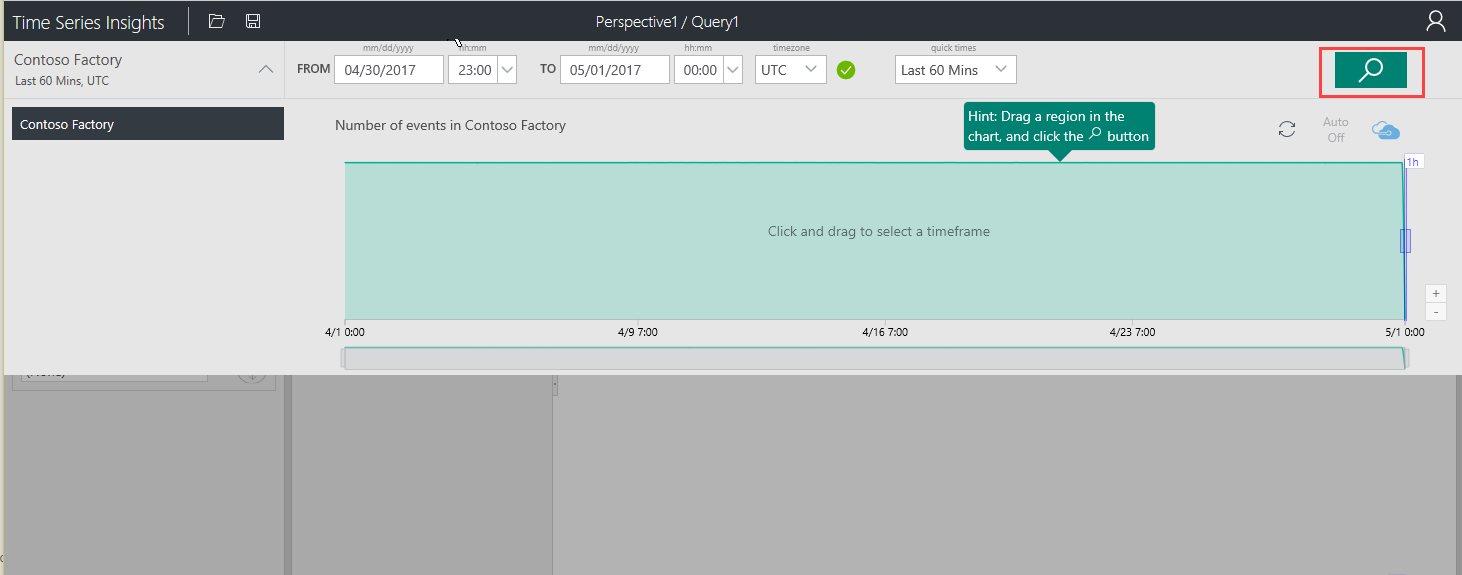 Time Series Insights
Perspective1 / Query1
Contoso Factory
Last 60 Mins, UTC
mm/dd/yyyy
hh:mm
mm/dd/yyyy
hh:mm
timezone
quick times
FROM 04/30/2017 23:00 TO 05/01/2017 00:00 UTC Last 60 Mins
Contoso Factory
Number of events in Contoso Factory
Hint: Drag a region in the
chart, and click the button
Auto
Off
1h
Click and drag to select a timeframe
+
-
4/1 0:00 4/9 7:00 4/16 7:00 4/23 7:00 5/1 0:00